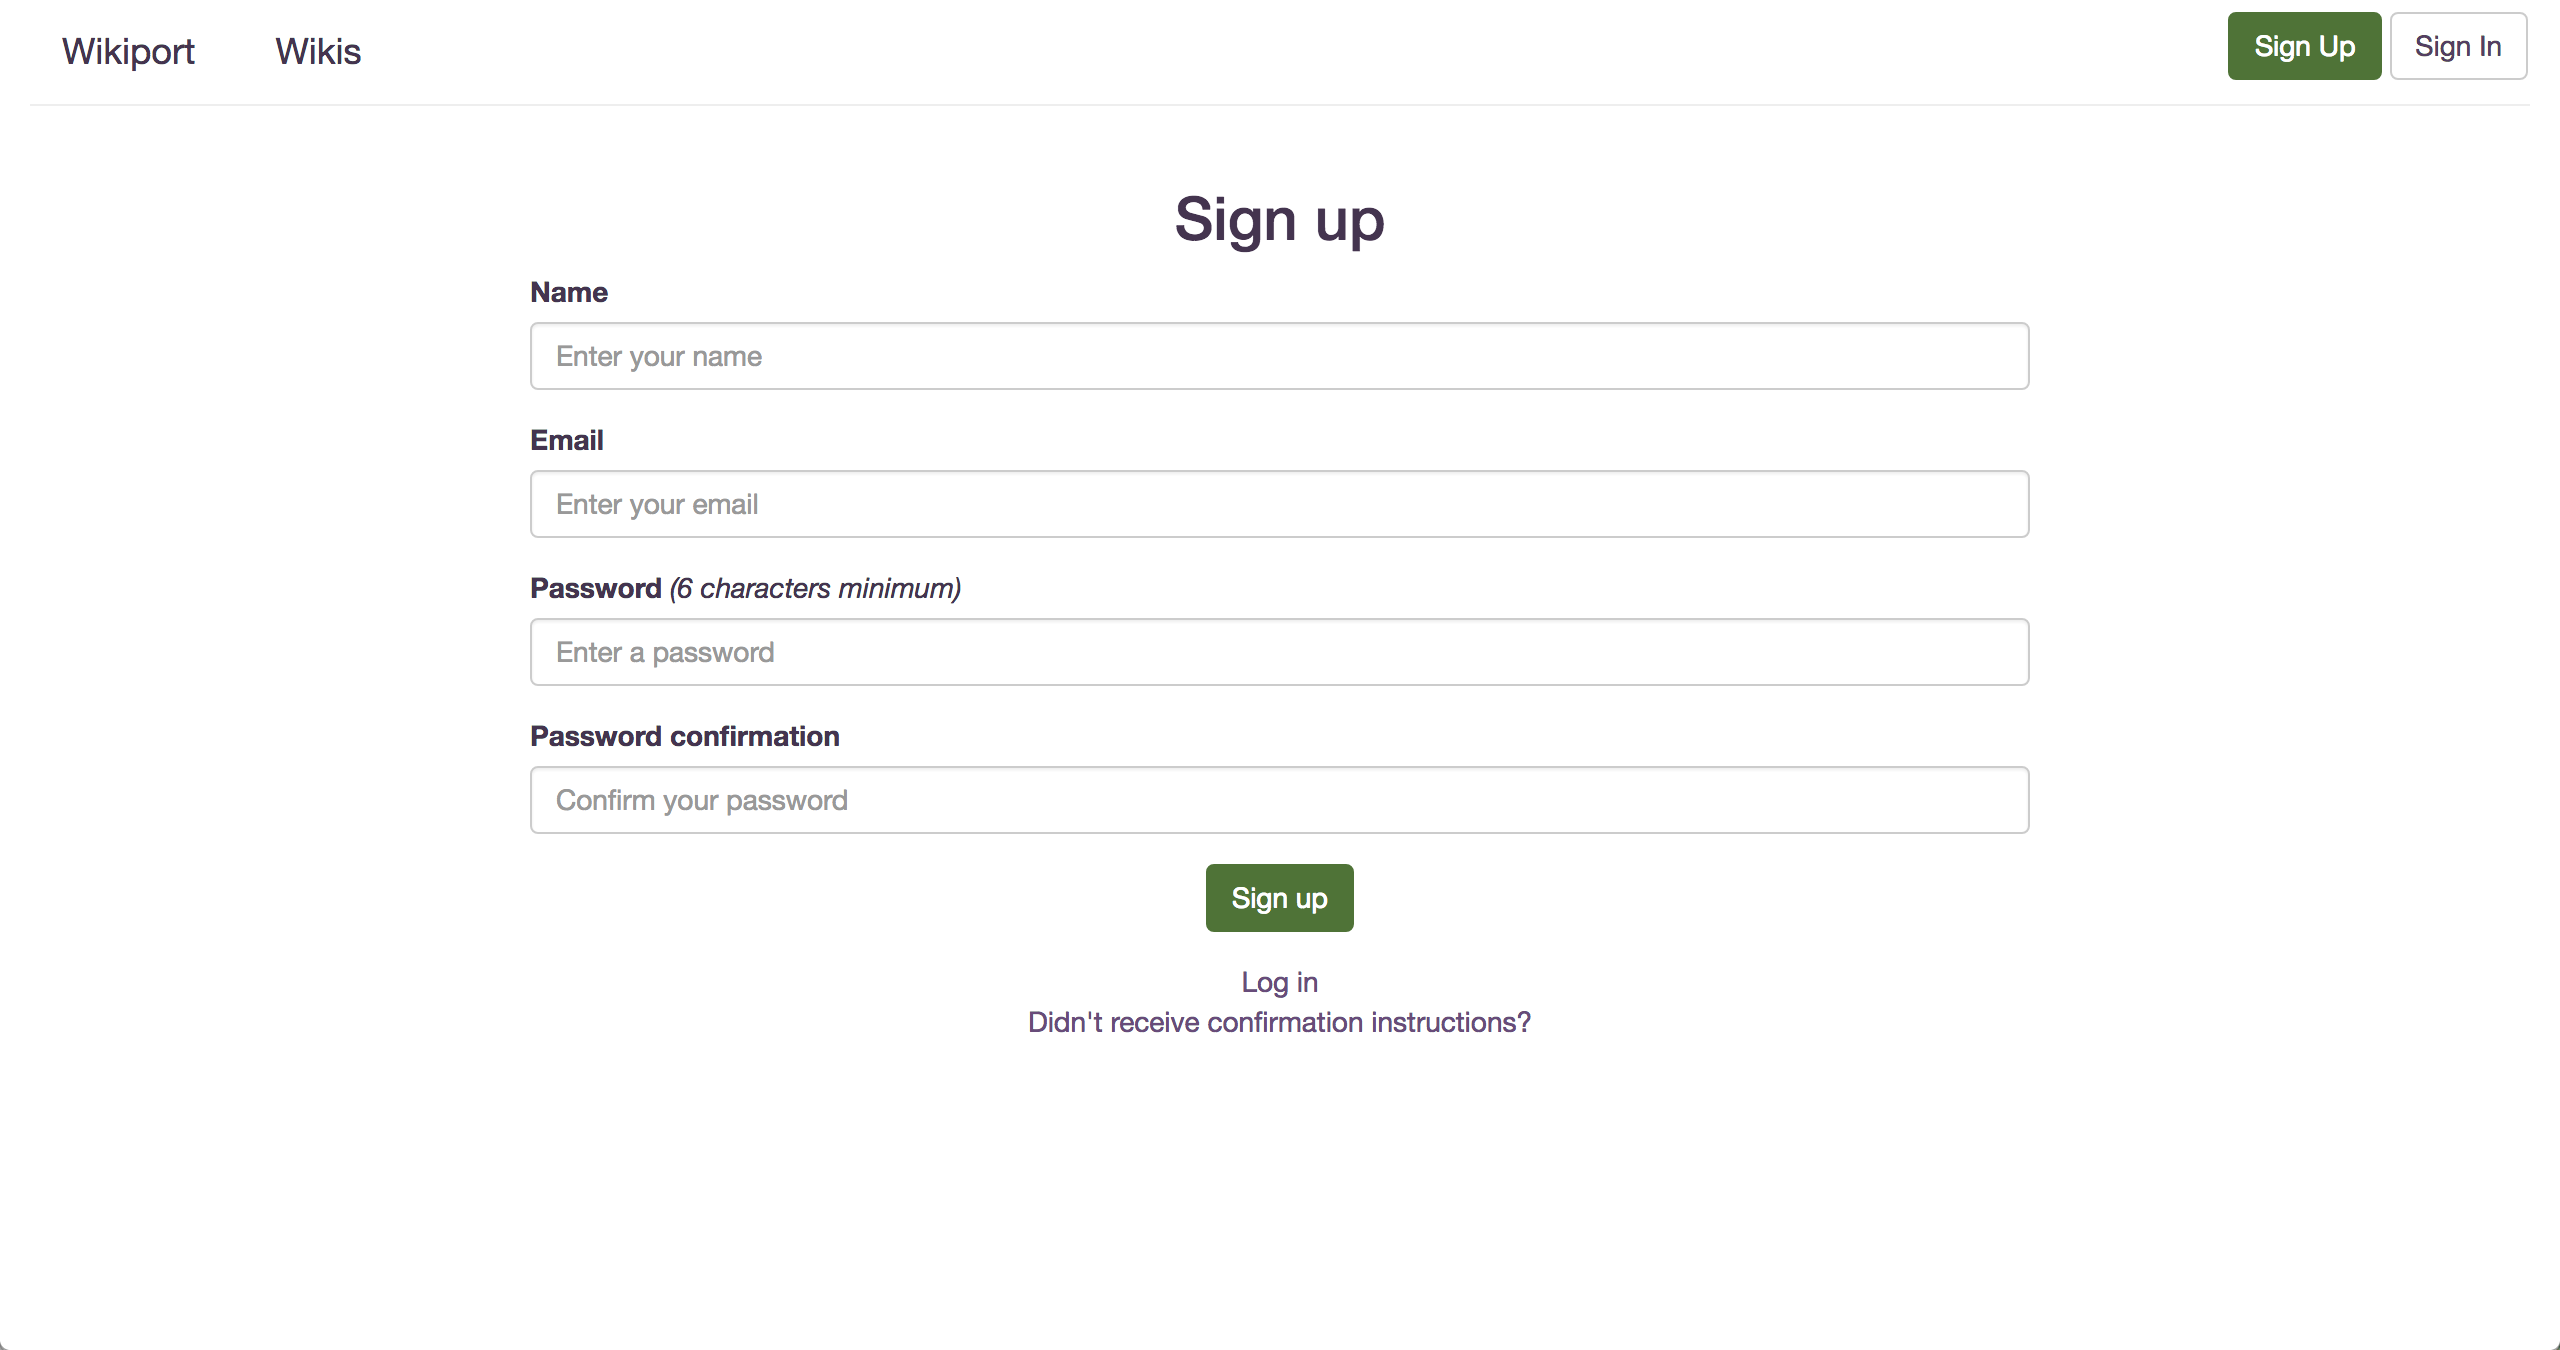 Wikiport Wikis Sign Up Sign In
Sign up
Name
Enter your name
Email
Enter your email
Password (6 characters minimum)
Enter a password
Password confirmation
Confirm your password
Sign up
Log in
Didn't receive confirmation instructions?